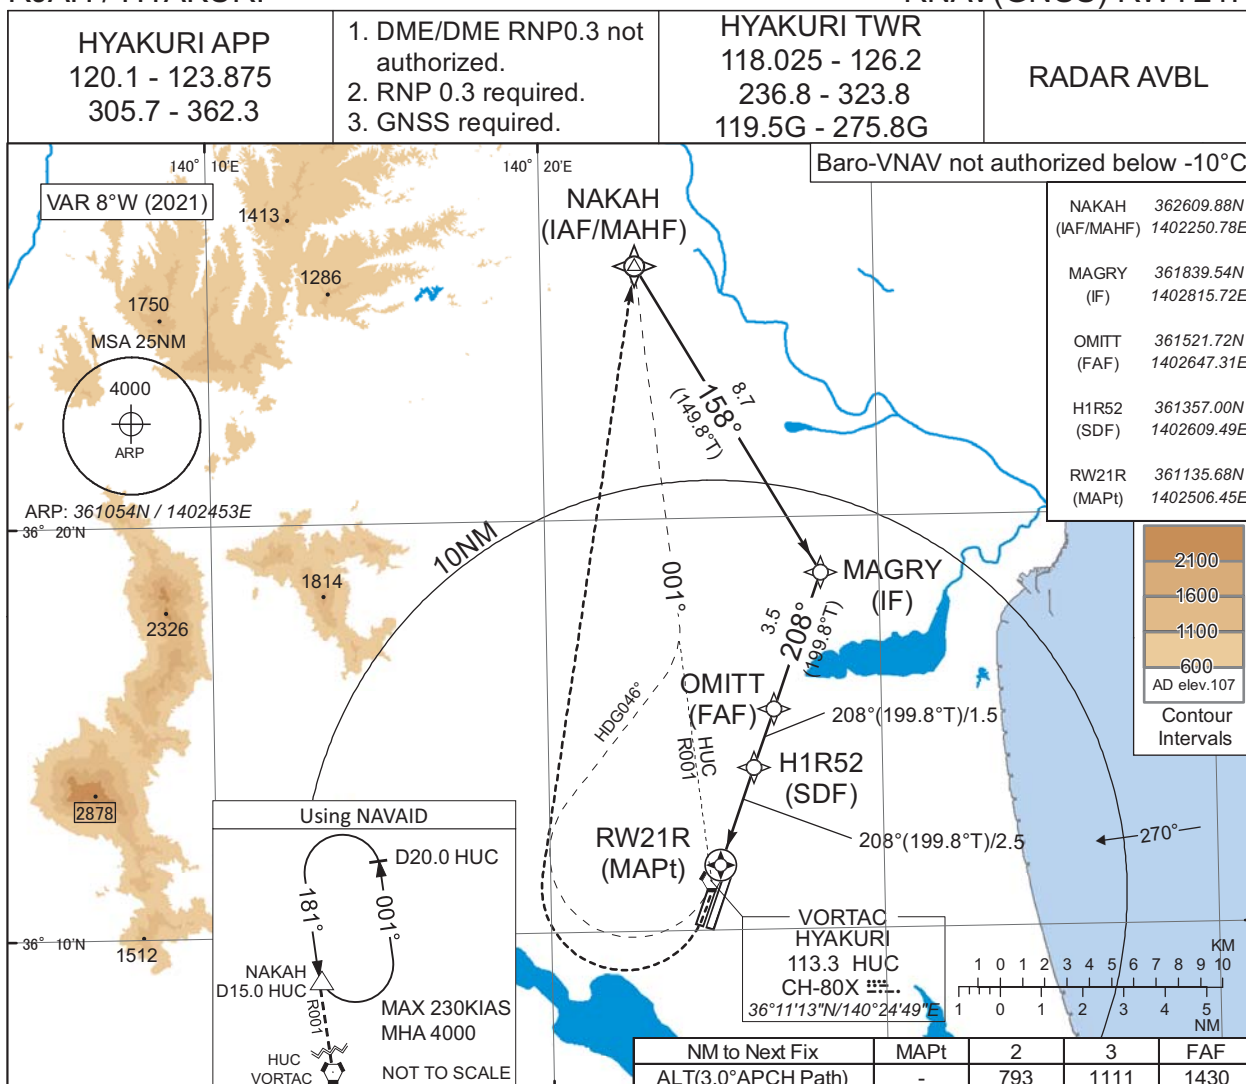 HYAKURI APP
120.1 - 123.875
305.7 - 362.3
1. DME/DME RNP0.3 not
authorized.
2. RNP 0.3 required.
3. GNSS required.
HYAKURI TWR
118.025 - 126.2
236.8 - 323.8
119.5G - 275.8G
RADAR AVBL
140° 10'E
140° 20'E
Baro-VNAV not authorized below -10°C
VAR 8°W (2021)
NAKAH
(IAF/MAHF)
1413
1286
1750
MSA 25NM
4000
ARP
ARP: 361054N / 1402453E
36° 20'N
NAKAH 362609.88N
(IAF/MAHF) 1402250.78E
MAGRY 361839.54N
(IF) 1402815.72E
OMITT 361521.72N
(FAF) 1402647.31E
H1R52 361357.00N
(SDF) 1402609.49E
RW21R 361135.68N
(MAPt) 1402506.45E
8.7
158°
(149.8°T)
10NM
001°
MAGRY
(IF)
1814
2326
3.5
208°
(199.8°T)
2100
1600
1100
600
AD elev.107
Contour
Intervals
HDG046°
OMITT
(FAF)
208°(199.8°T)/1.5
HUC
R001
H1R52
(SDF)
2878
Using NAVAID
D20.0 HUC
181°
001°
NAKAH
D15.0 HUC
R001
MAX 230KIAS
MHA 4000
HUC
VORTAC
NOT TO SCALE
RW21R
(MAPt)
208°(199.8°T)/2.5
270°
36° 10'N
1512
VORTAC
HYAKURI
113.3 HUC
CH-80X
36°11'13"N/140°24'49"E
KM
1 0 1 2 3 4 5 6 7 8 9 10
1 0 1 2 3 4 5
NM
NM to Next Fix MAPt 2 3 FAF
ALT(3.0°APCH Path) - 793 1111 1430